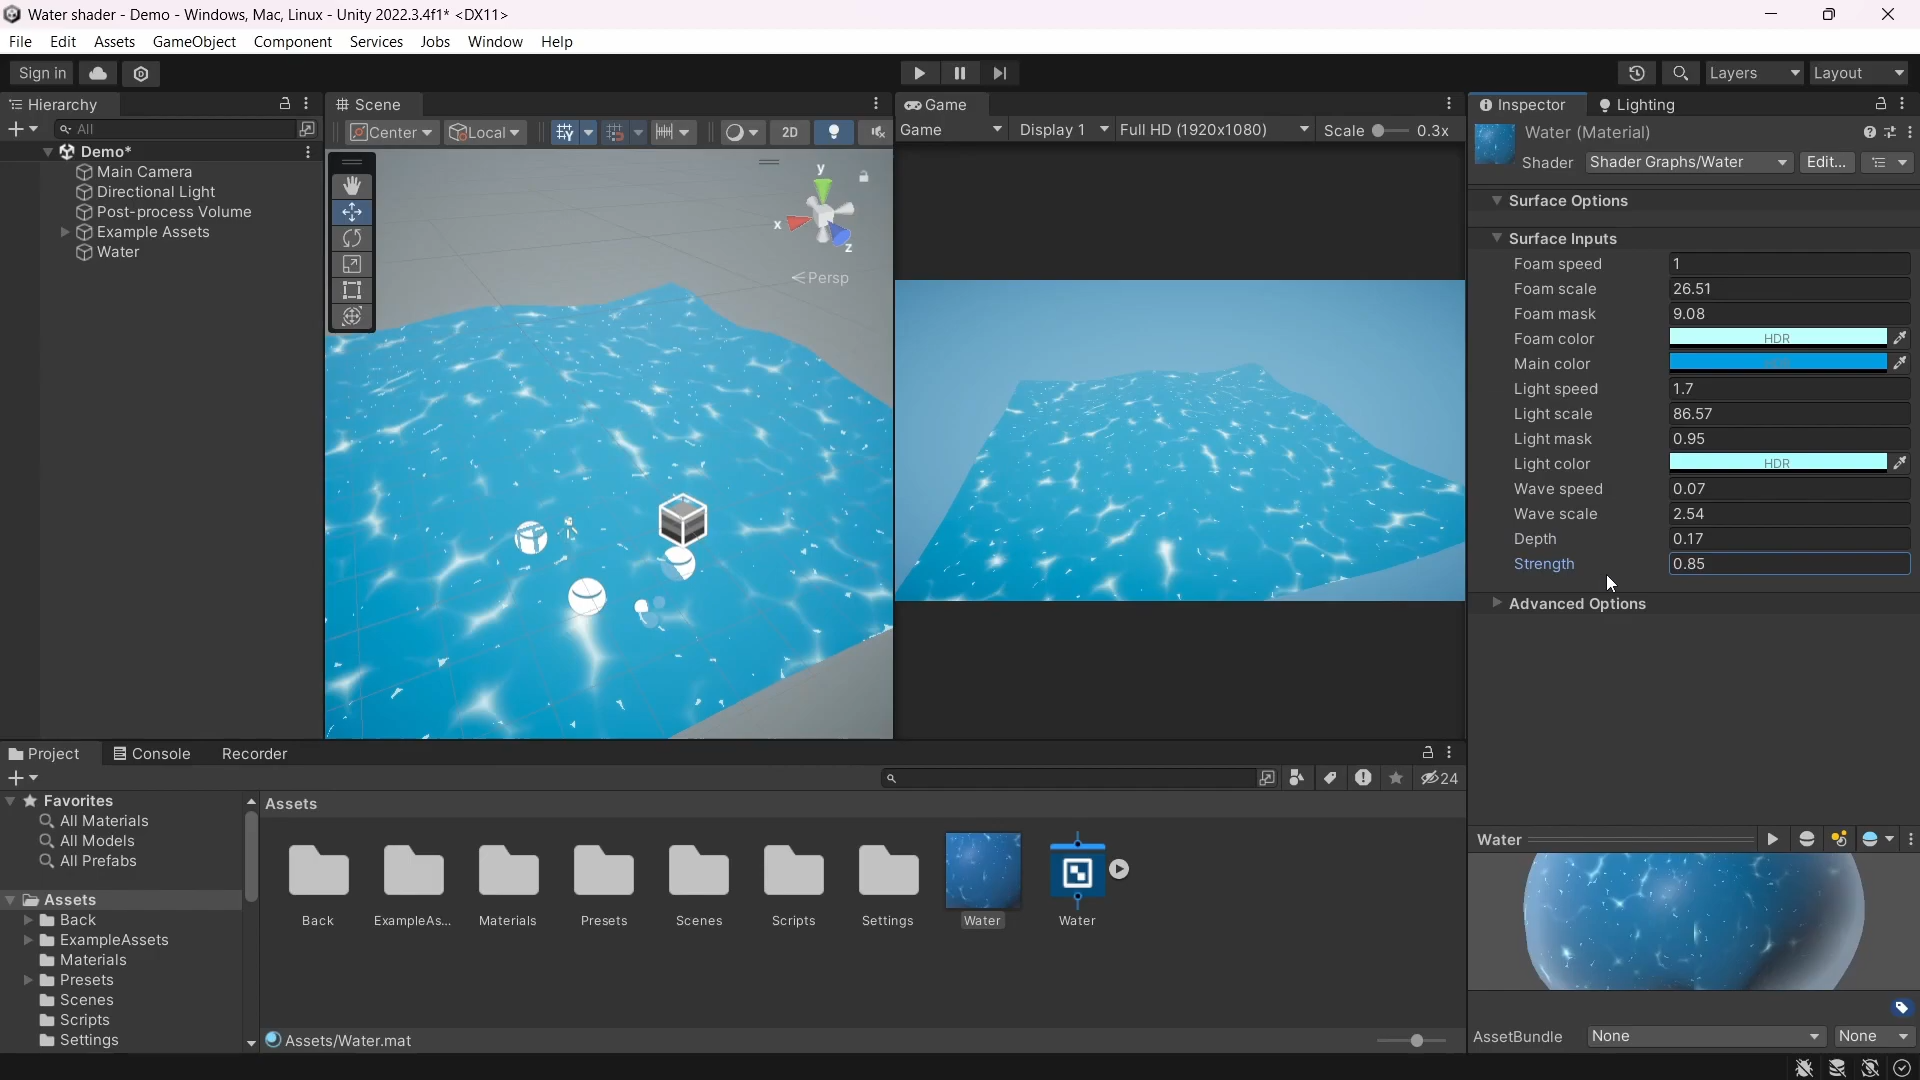 Water shader - Demo - Windows, Mac, Linux - Unity 2022.3.4f1* <DX11>
File Edit Assets GameObject Component Services Jobs Window Help
Sign in
Layers
Layout
Hierarchy
All
Demo*
Main Camera
Directional Light
Post-process Volume
Example Assets
Water
Scene
Center
Local
2D
y
x
z
Persp
Game
Game
Display 1
Full HD (1920x1080)
Scale
0.3x
Inspector
Lighting
Water (Material)
Shader
Shader Graphs/Water
Edit...
Surface Options
Surface Inputs
Foam speed 1
Foam scale 26.51
Foam mask 9.08
Foam color HDR
Main color
Light speed 1.7
Light scale 86.57
Light mask 0.95
Light color HDR
Wave speed 0.07
Wave scale 2.54
Depth 0.17
Strength 0.85
Advanced Options
Project
Console
Recorder
24
Favorites
All Materials
All Models
All Prefabs
Assets
Back
ExampleAssets
Materials
Presets
Scenes
Scripts
Settings
Assets
Back
ExampleAs...
Materials
Presets
Scenes
Scripts
Settings
Water
Water
Assets/Water.mat
Water
AssetBundle
None
None